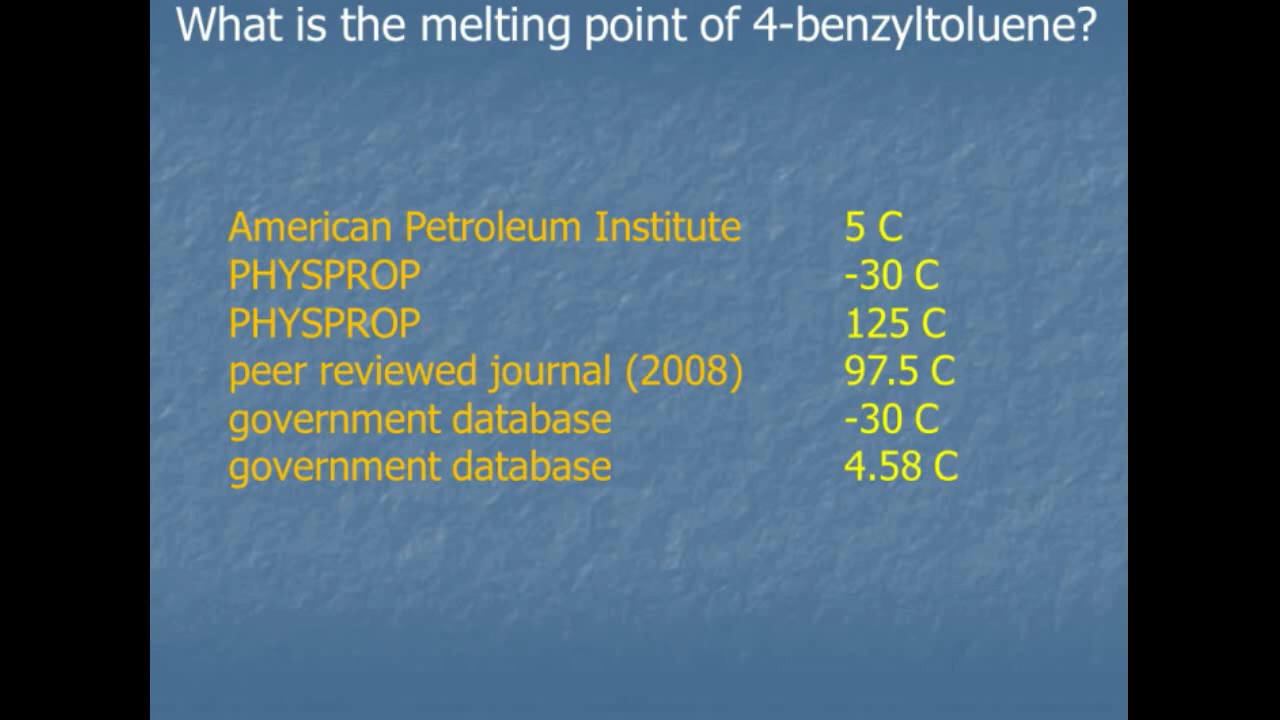 What is the melting point of 4-benzyltoluene?
American Petroleum Institute 5 C
PHYSPROP -30 C
PHYSPROP 125 C
peer reviewed journal (2008) 97.5 C
government database -30 C
government database 4.58 C